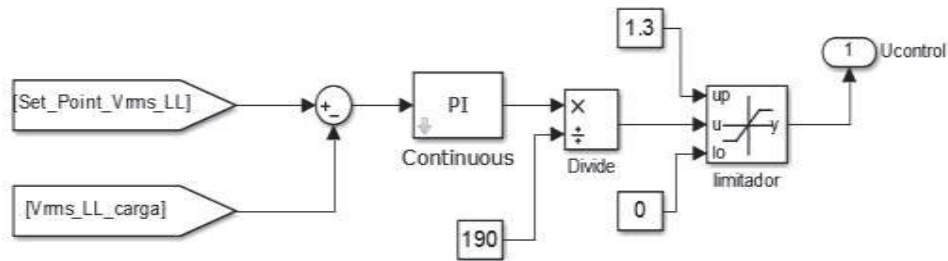 1.3
1
Ucontrol
[Set_Point_Vrms_LL]
+
−
PI
Continuous
×
÷
Divide
up
u
y
lo
limitador
[Vrms_LL_carga]
190
0